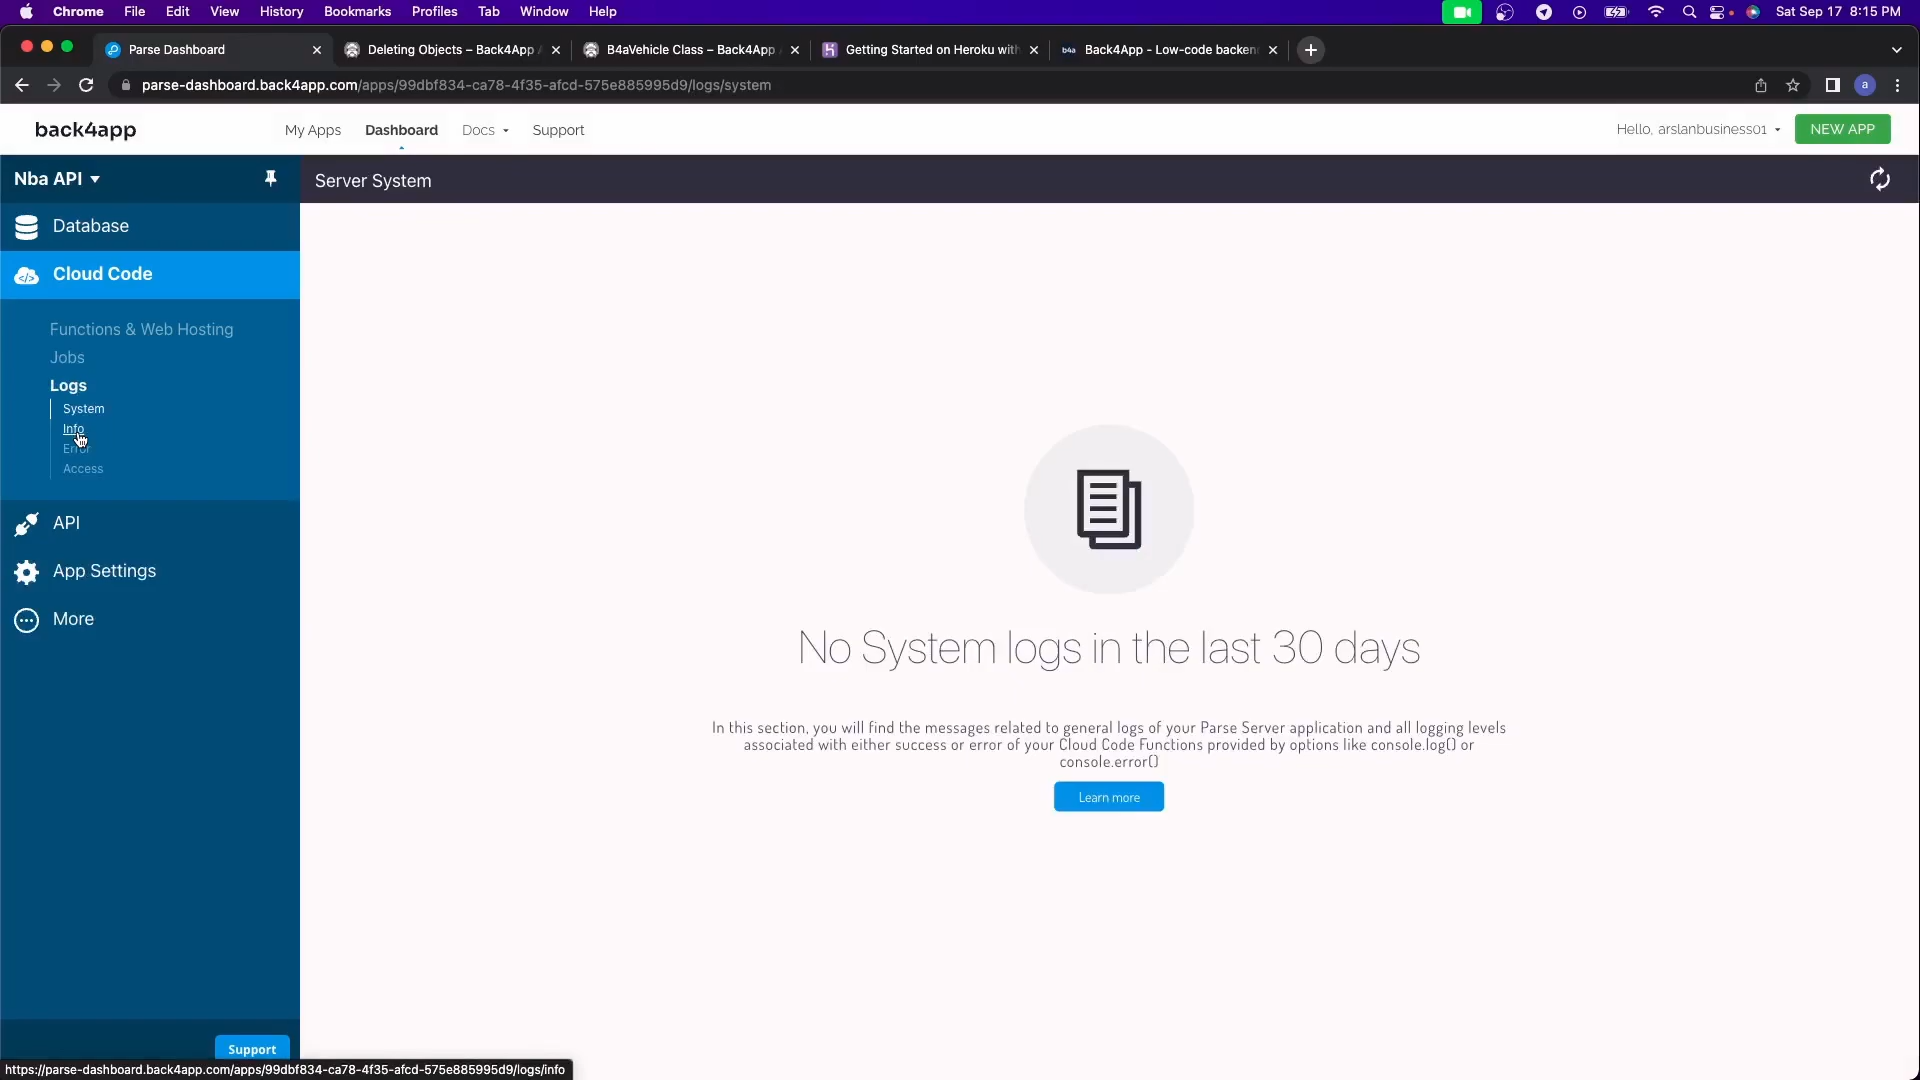 Chrome File Edit View History Bookmarks Profiles Tab Window Help Sat Sep 17 8:15 PM
Parse Dashboard Deleting Objects – Back4App B4aVehicle Class – Back4App Getting Started on Heroku with b4a Back4App - Low-code backen
parse-dashboard.back4app.com/apps/99dbf834-ca78-4f35-afcd-575e885995d9/logs/system a
back4app My Apps Dashboard Docs Support Hello, arslanbusiness01 NEW APP
Nba API
Server System
Database
Cloud Code
Functions & Web Hosting
Jobs
Logs
System
Info
Error
Access
API
App Settings
More
No System logs in the last 30 days
In this section, you will find the messages related to general logs of your Parse Server application and all logging levels
associated with either success or error of your Cloud Code Functions provided by options like console.log() or
console.error()
Learn more
Support
https://parse-dashboard.back4app.com/apps/99dbf834-ca78-4f35-afcd-575e885995d9/logs/info